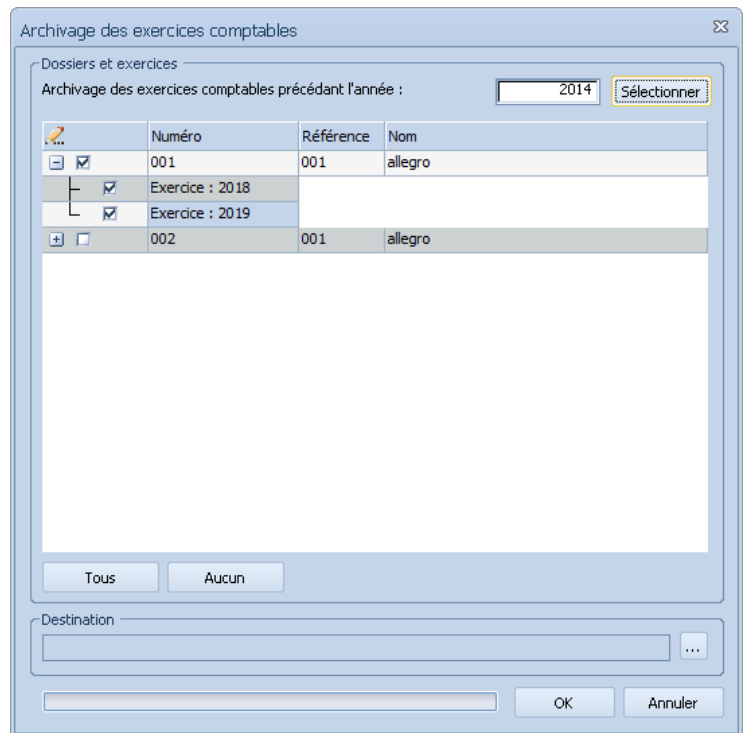 Archivage des exercices comptables
Dossiers et exercices
Archivage des exercices comptables précédant l'année : 2014 Sélectionner
Numéro Référence Nom
001 001 allegro
Exercice : 2018
Exercice : 2019
002 001 allegro
Tous Aucun
Destination
...
OK Annuler